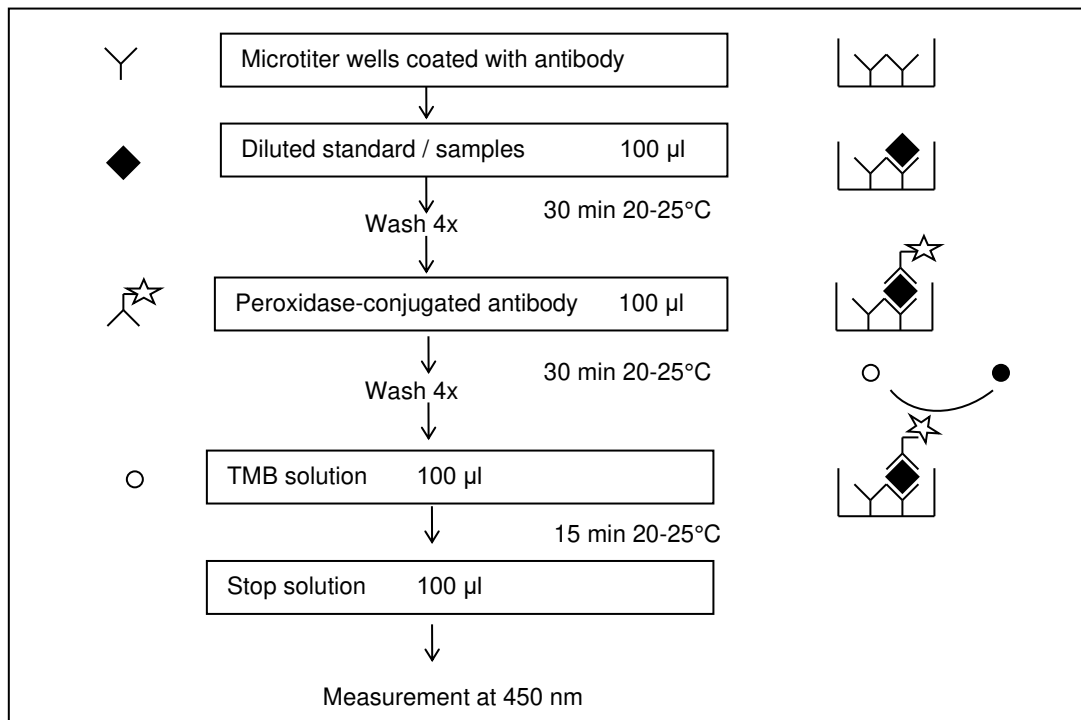 Microtiter wells coated with antibody
Diluted standard / samples 100 µl
30 min 20-25°C
Wash 4x
Peroxidase-conjugated antibody 100 µl
30 min 20-25°C
Wash 4x
TMB solution 100 µl
15 min 20-25°C
Stop solution 100 µl
Measurement at 450 nm